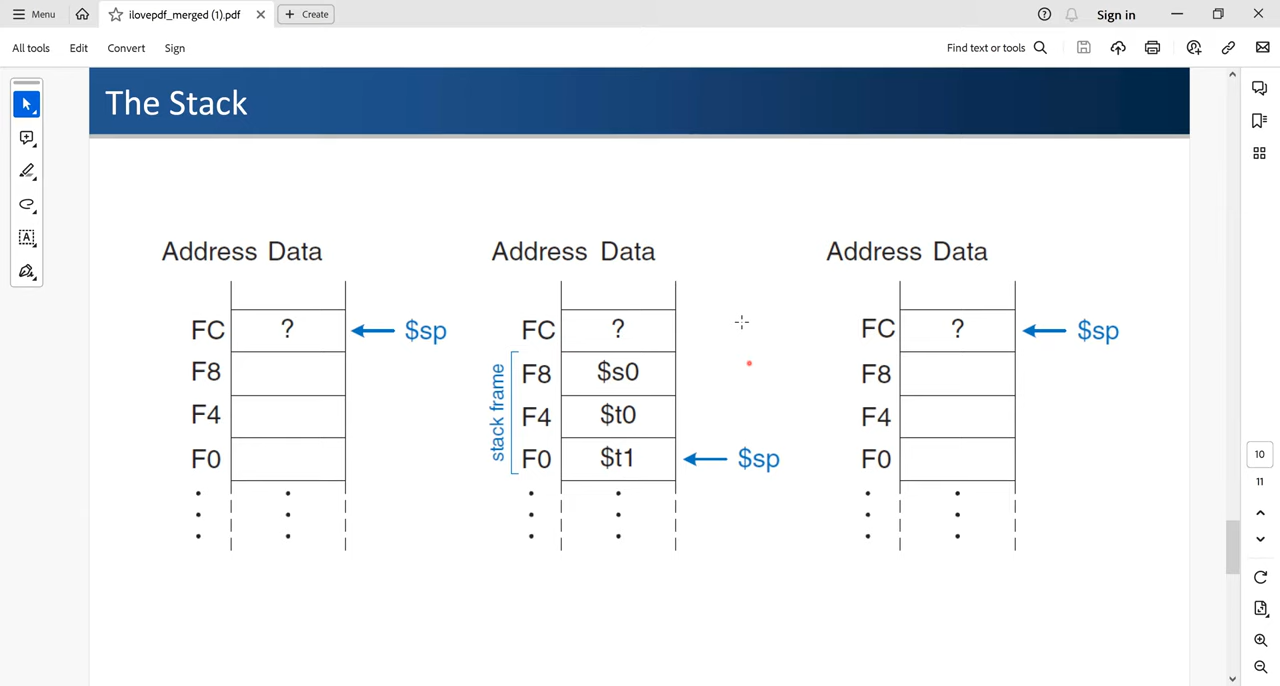 Menu
ilovepdf_merged (1).pdf
Create
Sign in
All tools Edit Convert Sign
Find text or tools
The Stack
Address Data
FC ? $sp
F8
F4
F0
Address Data
FC ?
stack frame
F8 $s0
F4 $t0
F0 $t1 $sp
Address Data
FC ? $sp
F8
F4
F0
10
11